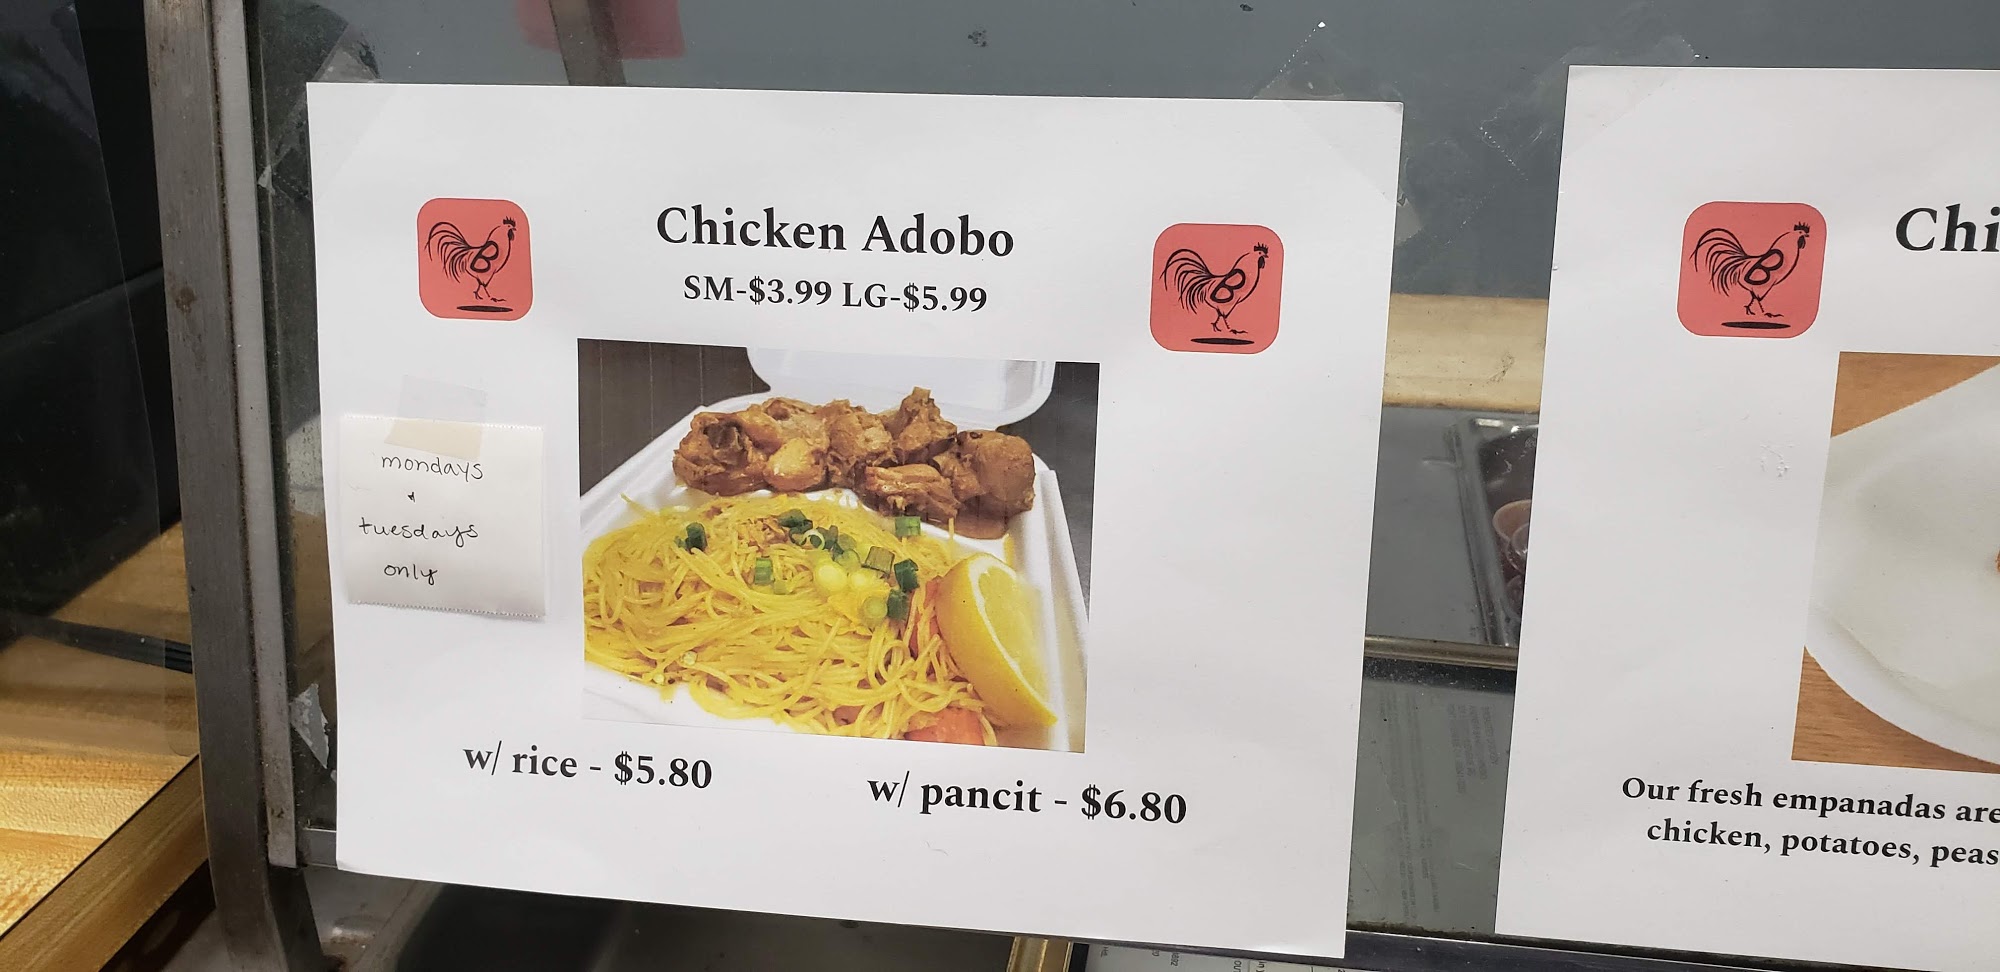 Chicken Adobo
SM-$3.99 LG-$5.99
mondays
&
tuesdays
only
w/ rice - $5.80
w/ pancit - $6.80
B
B
B
Chi
Our fresh empanadas are
chicken, potatoes, peas